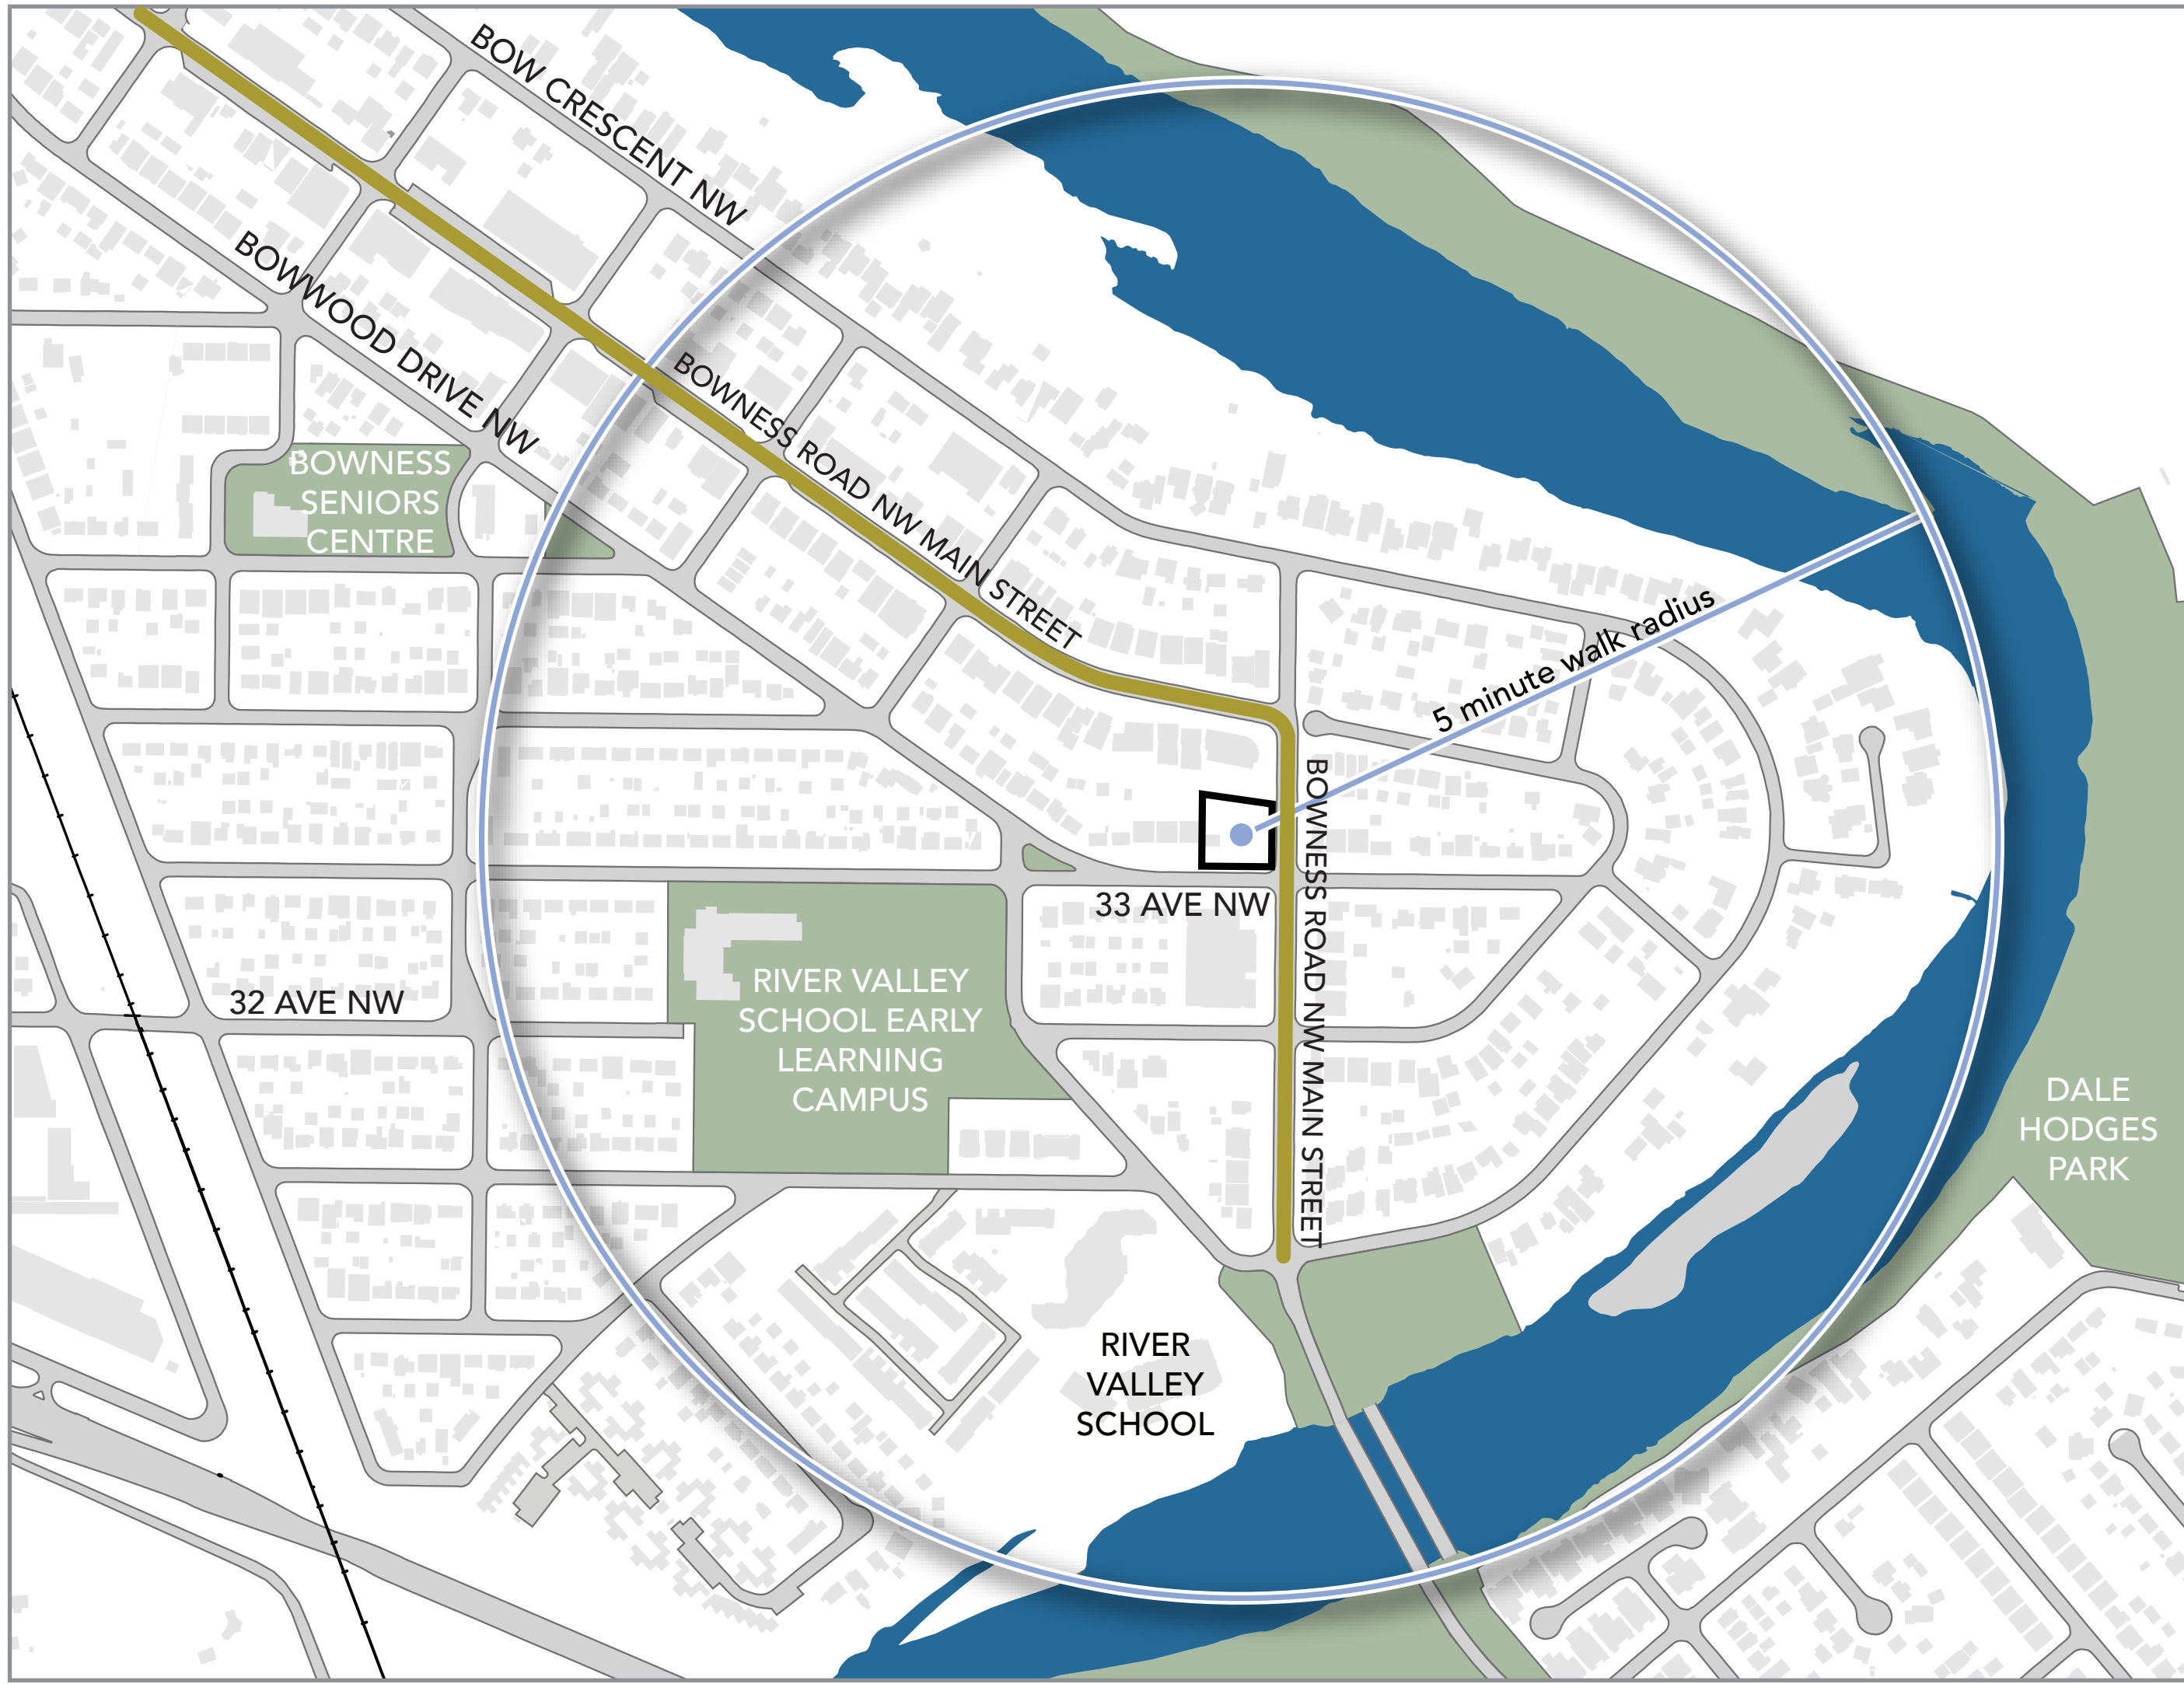 BOW CRESCENT NW
BOWWOOD DRIVE NW
BOWNESS ROAD NW MAIN STREET
BOWNESS
SENIORS
CENTRE
5 minute walk radius
BOWNESS ROAD NW MAIN STREET
33 AVE NW
32 AVE NW
RIVER VALLEY
SCHOOL EARLY
LEARNING
CAMPUS
DALE
HODGES
PARK
RIVER
VALLEY
SCHOOL